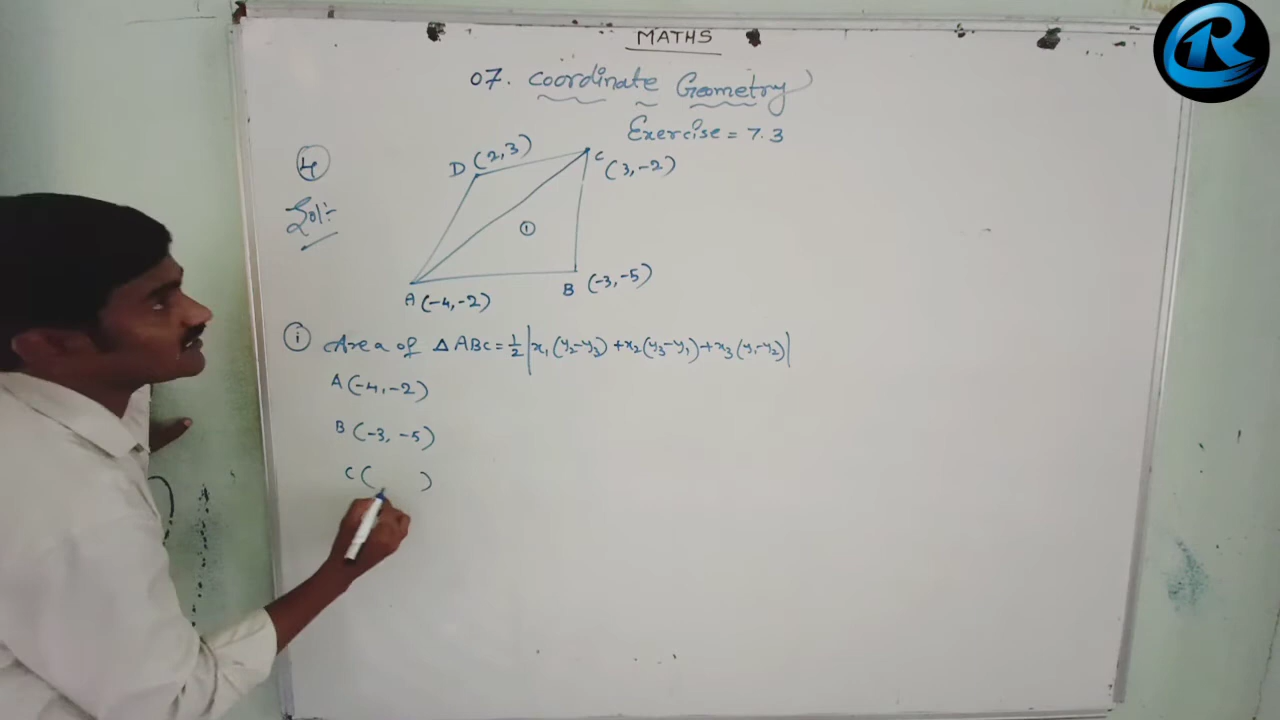 MATHS
07. Coordinate Geometry
Exercise = 7.3
4
Sol:-
D (2,3)
C (3,-2)
①
A (-4,-2)
B (-3,-5)
ⓘ Area of △ ABC = 1/2 |x₁(y₂-y₃) + x₂(y₃-y₁) + x₃(y₁-y₂)|
A (-4,-2)
B (-3, -5)
C ( )
R